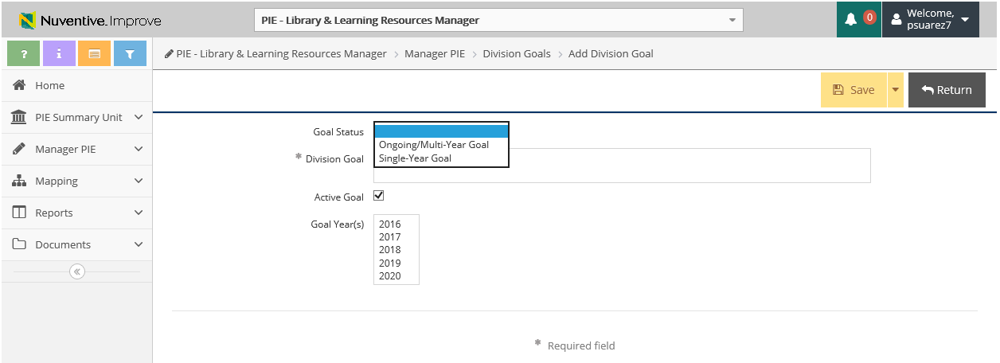 Nuventive.Improve
PIE - Library & Learning Resources Manager
0
Welcome,
psuarez7
?
i
PIE - Library & Learning Resources Manager > Manager PIE > Division Goals > Add Division Goal
Home
PIE Summary Unit
Manager PIE
Mapping
Reports
Documents
«
Save
Return
Goal Status
Ongoing/Multi-Year Goal
Single-Year Goal
* Division Goal
Active Goal
Goal Year(s)
2016
2017
2018
2019
2020
* Required field